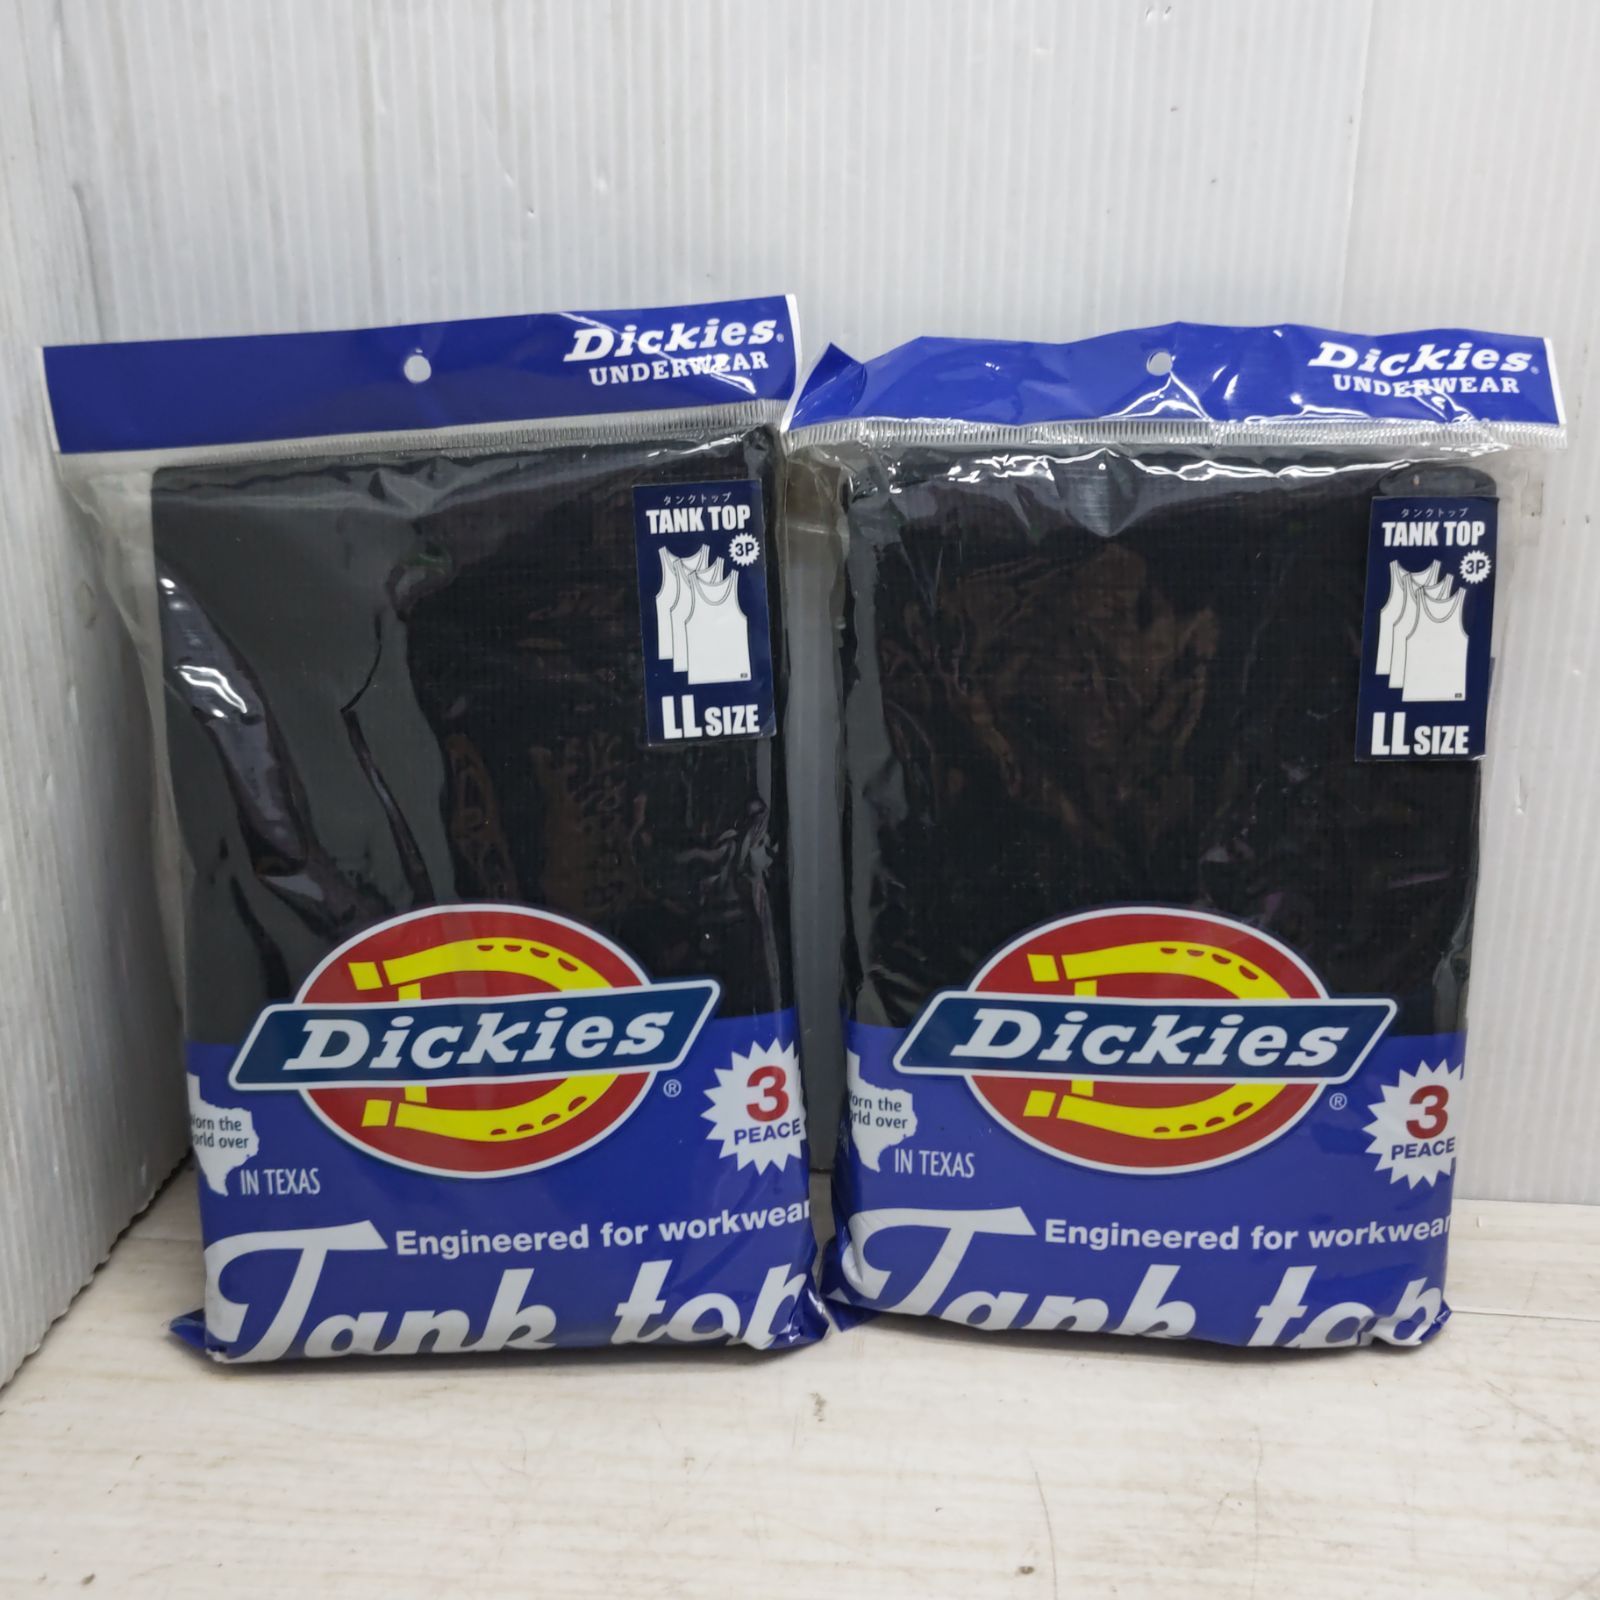 Dickies®
UNDERWEAR
タンクトップ
TANK TOP
3P
LL SIZE
Dickies
®
3
PEACE
orn the
orld over
IN TEXAS
Engineered for workwear
Tank top
Dickies®
UNDERWEAR
タンクトップ
TANK TOP
3P
LL SIZE
Dickies
®
3
PEACE
orn the
rld over
IN TEXAS
Engineered for workwear
Tank top